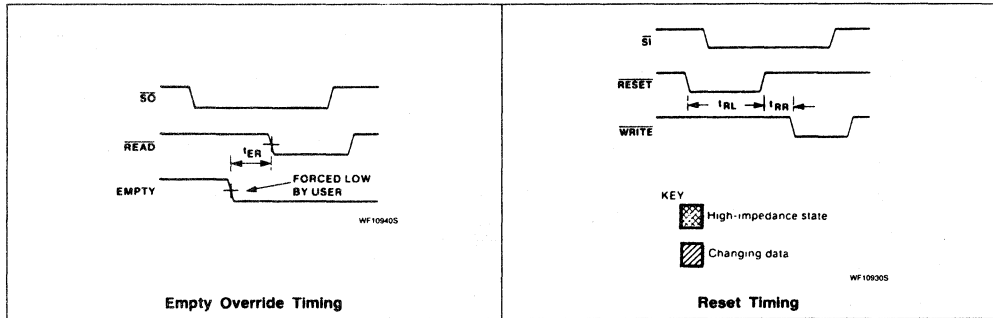 SO
READ
tER
EMPTY
FORCED LOW
BY USER
WF10940S
Empty Override Timing
SI
RESET
tRL
tRR
WRITE
KEY
High-impedance state
Changing data
WF10930S
Reset Timing